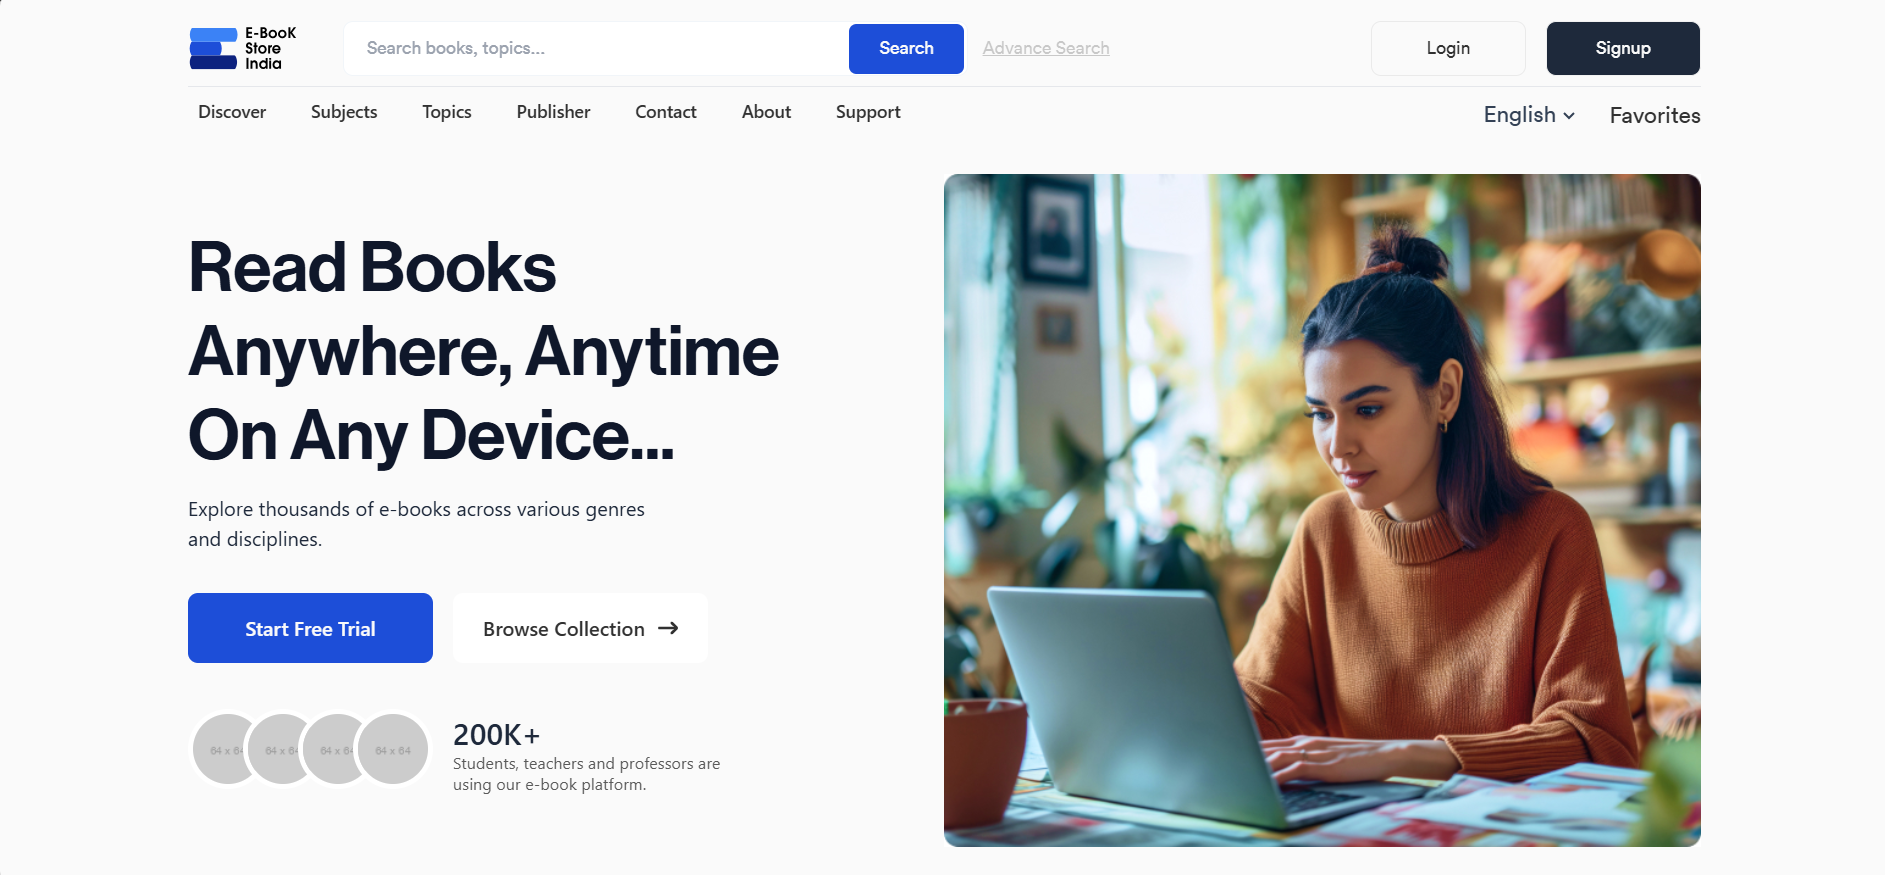 E-BooK
Store
India
Search books, topics...
Search
Advance Search
Login
Signup
Discover
Subjects
Topics
Publisher
Contact
About
Support
English
Favorites
Read Books
Anywhere, Anytime
On Any Device...
Explore thousands of e-books across various genres
and disciplines.
Start Free Trial
Browse Collection
64 x 64
64 x 6
64 x 6
64 x 64
200K+
Students, teachers and professors are
using our e-book platform.